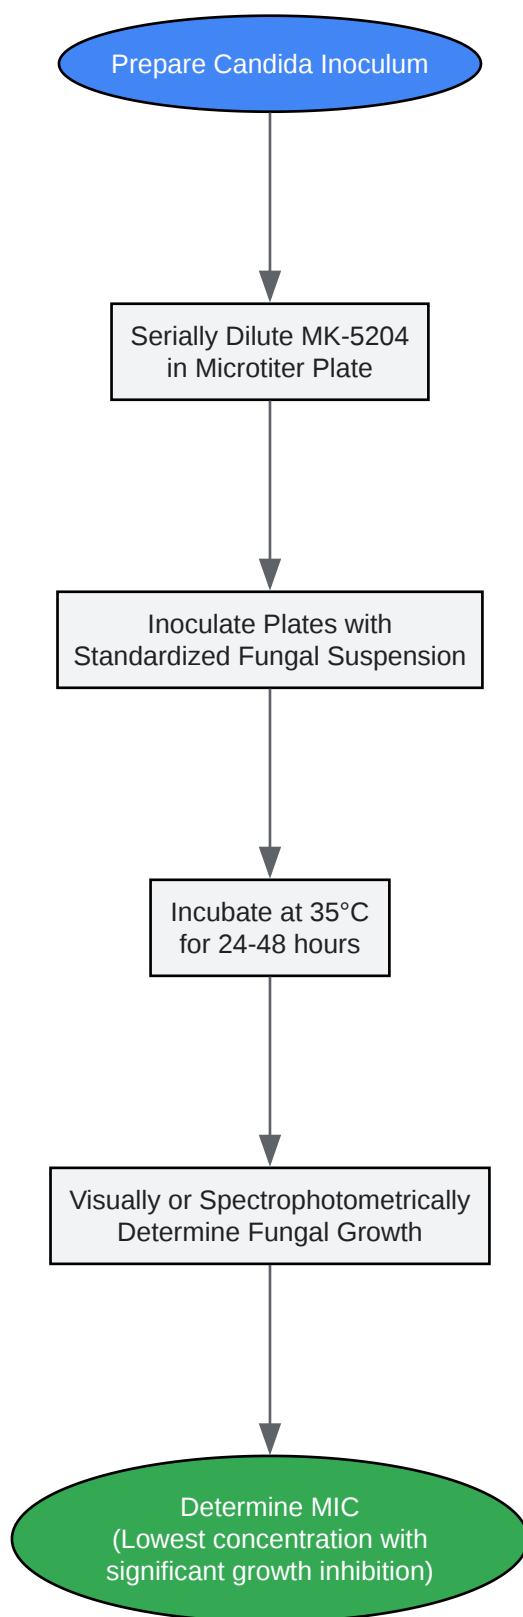 Prepare Candida Inoculum
Serially Dilute MK-5204
in Microtiter Plate
Inoculate Plates with
Standardized Fungal Suspension
Incubate at 35°C
for 24-48 hours
Visually or Spectrophotometrically
Determine Fungal Growth
Determine MIC
(Lowest concentration with
significant growth inhibition)